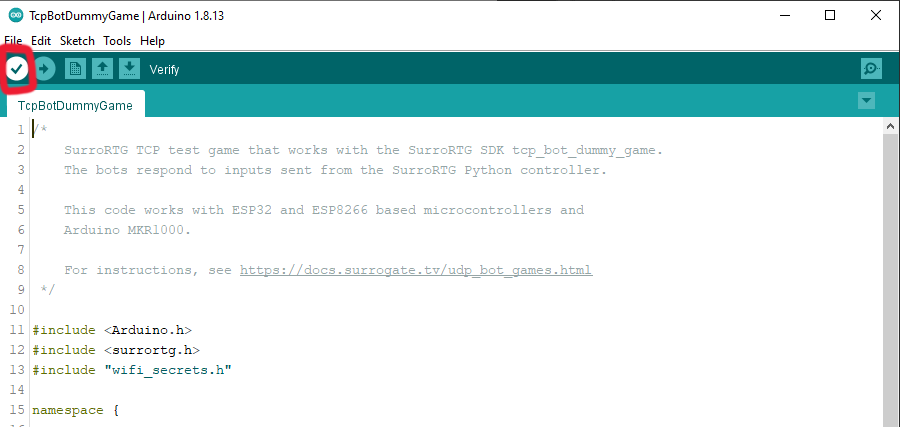 TcpBotDummyGame | Arduino 1.8.13
File Edit Sketch Tools Help
Verify
TcpBotDummyGame
1 /*
2 SurroRTG TCP test game that works with the SurroRTG SDK tcp_bot_dummy_game.
3 The bots respond to inputs sent from the SurroRTG Python controller.
4
5 This code works with ESP32 and ESP8266 based microcontrollers and
6 Arduino MKR1000.
7
8 For instructions, see https://docs.surrogate.tv/udp_bot_games.html
9 */
10
11 #include <Arduino.h>
12 #include <surrortg.h>
13 #include "wifi_secrets.h"
14
15 namespace {